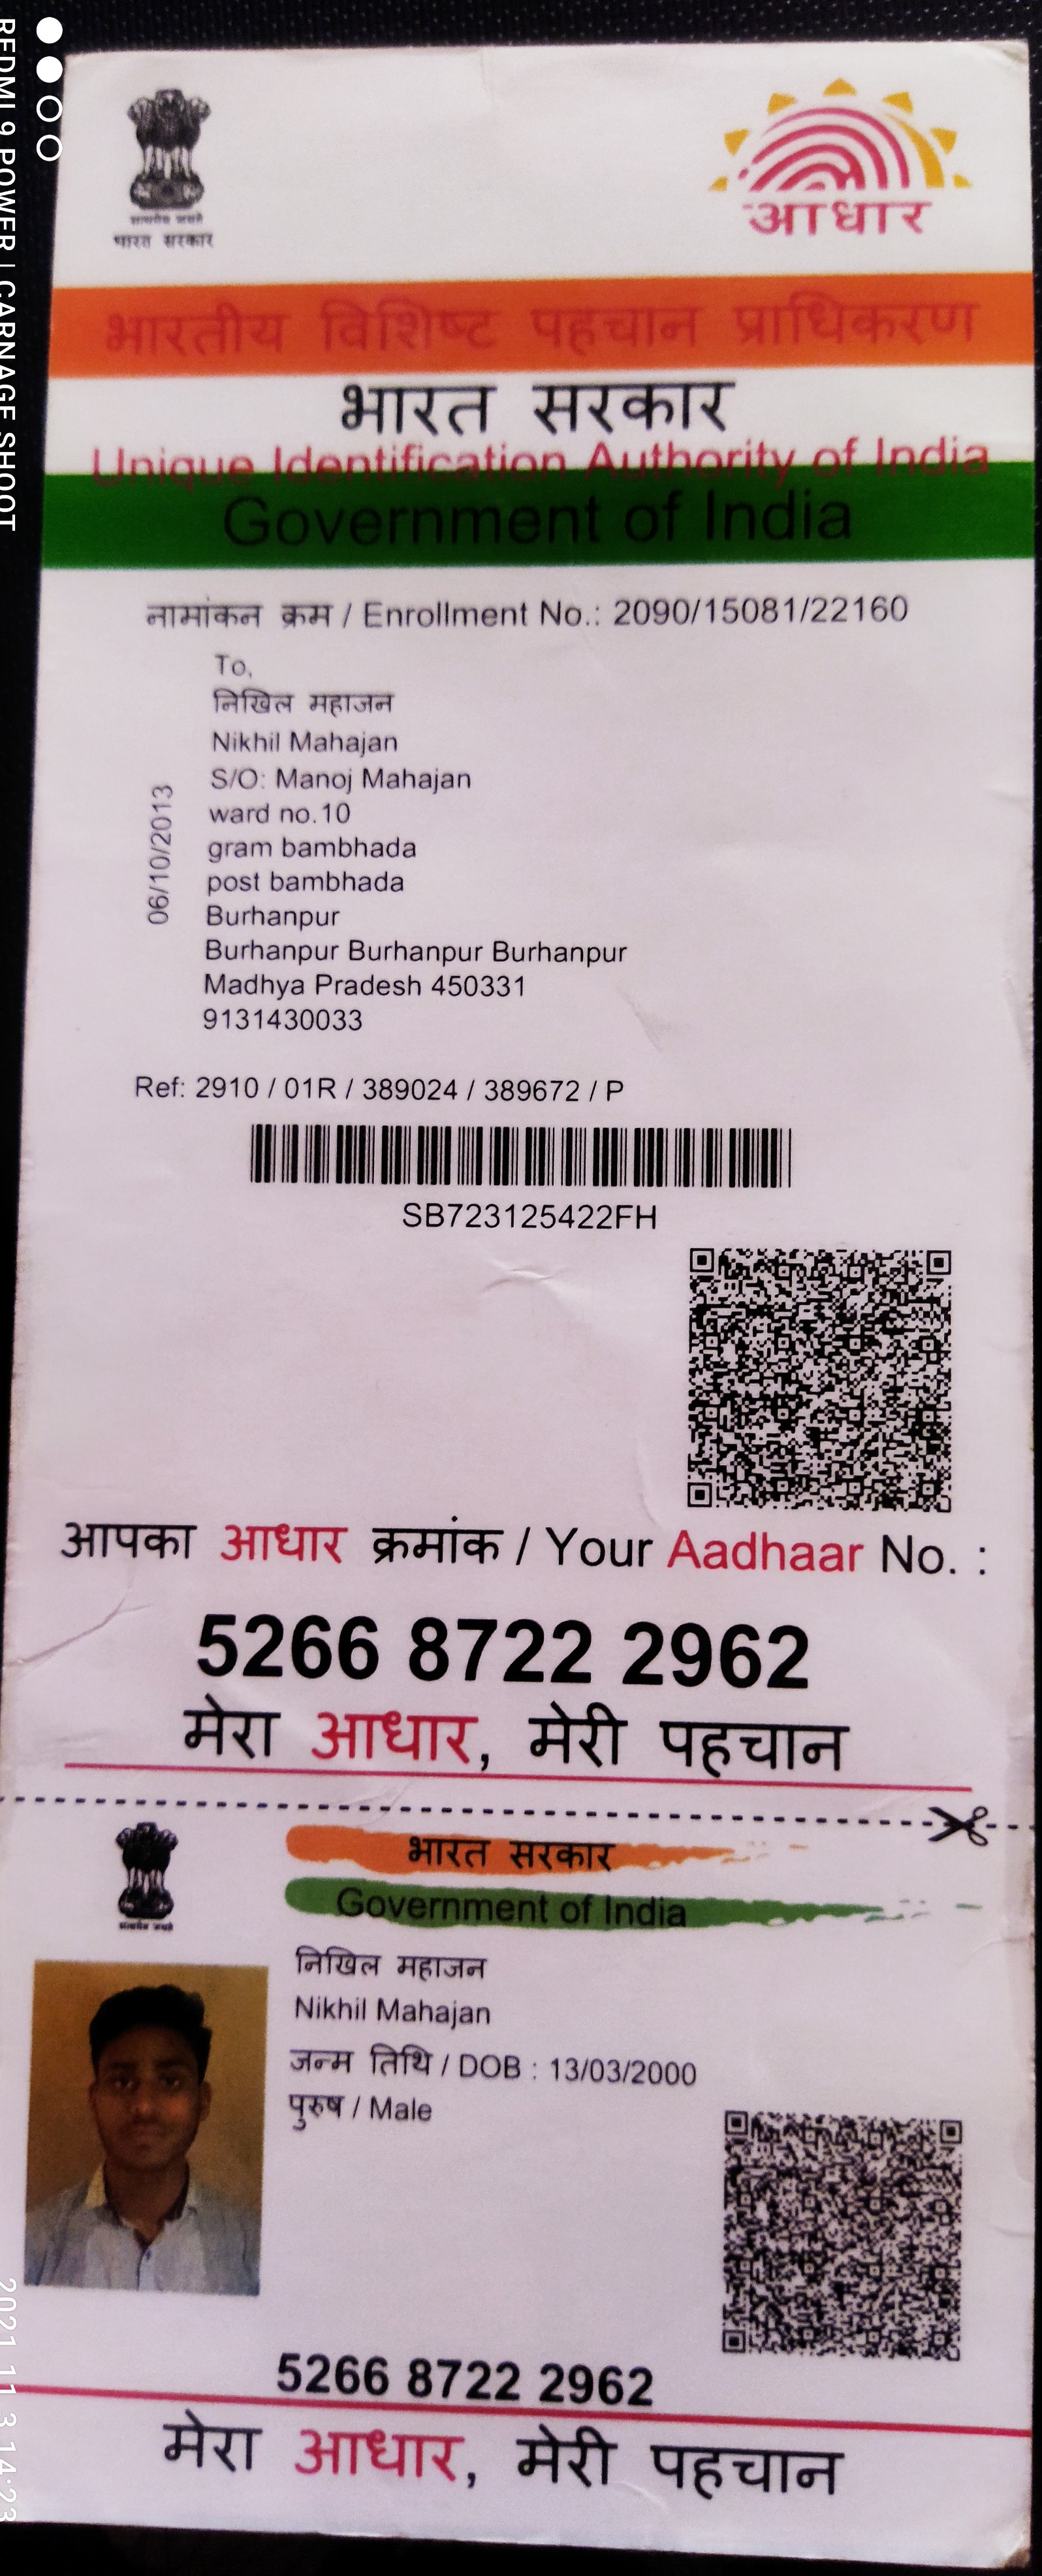 सत्यमेव जयते
भारत सरकार
आधार
भारतीय विशिष्ट पहचान प्राधिकरण
भारत सरकार
Unique Identification Authority of India
Government of India
नामांकन क्रम / Enrollment No.: 2090/15081/22160
To,
निखिल महाजन
Nikhil Mahajan
S/O: Manoj Mahajan
ward no.10
gram bambhada
post bambhada
Burhanpur
Burhanpur Burhanpur Burhanpur
Madhya Pradesh 450331
9131430033
06/10/2013
Ref: 2910 / 01R / 389024 / 389672 / P
SB723125422FH
आपका आधार क्रमांक / Your Aadhaar No. :
5266 8722 2962
मेरा आधार, मेरी पहचान
सत्यमेव जयते
भारत सरकार
Government of India
निखिल महाजन
Nikhil Mahajan
जन्म तिथि / DOB : 13/03/2000
पुरुष / Male
5266 8722 2962
मेरा आधार, मेरी पहचान
REDMI 9 POWER | CARNAGE SHOOT
2021 11 3 14:23